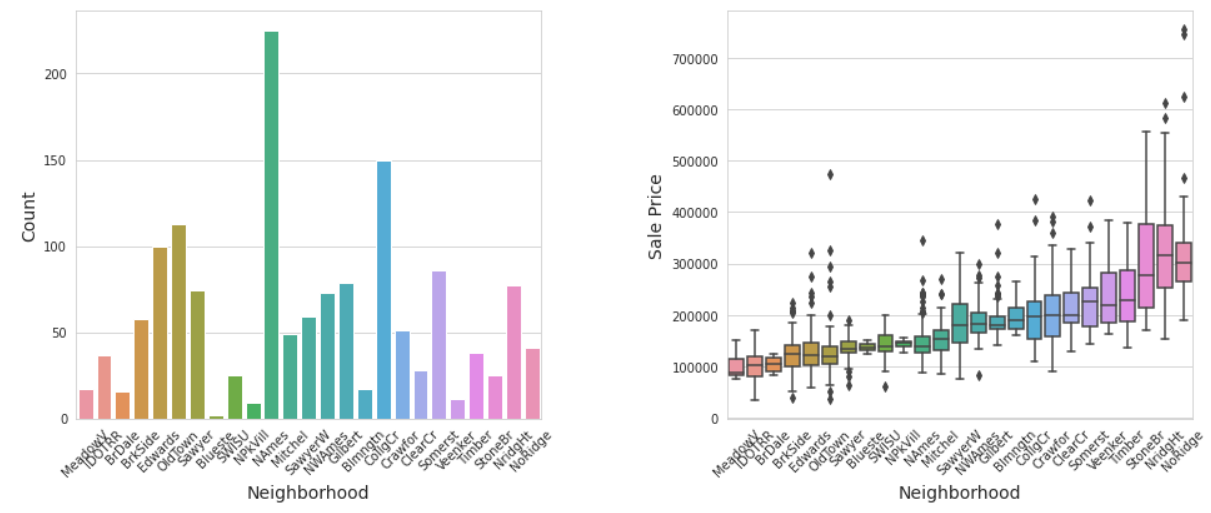 200
150
100
50
0
Count
MeadowV
IDOTRR
BrDale
BrkSide
Edwards
OldTown
Sawyer
Blueste
SWISU
NPkVill
NAmes
Mitchel
SawyerW
NWAmes
Gilbert
Blmngtn
CollgCr
Crawfor
ClearCr
Somerst
Veenker
Timber
StoneBr
NridgHt
NoRidge
Neighborhood
700000
600000
500000
400000
300000
200000
100000
0
Sale Price
MeadowV
IDOTRR
BrDale
BrkSide
Edwards
OldTown
Sawyer
Blueste
SWISU
NPkVill
NAmes
Mitchel
SawyerW
NWAmes
Gilbert
Blmngtn
CollgCr
Crawfor
ClearCr
Somerst
Veenker
Timber
StoneBr
NridgHt
NoRidge
Neighborhood